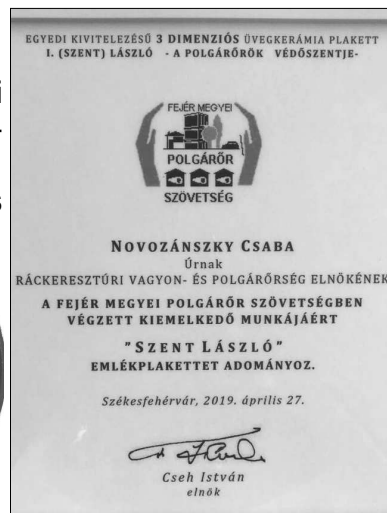 EGYEDI KIVITELEZÉSŰ 3 DIMENZIÓS ÜVEGKERÁMIA PLAKETT
I. (SZENT) LÁSZLÓ - A POLGÁRŐRÖK VÉDŐSZENTJE-
FEJÉR MEGYEI
POLGÁRŐR
SZÖVETSÉG
NOVOZÁNSZKY CSABA
Úrnak
RÁCKERESZTÚRI VAGYON- ÉS POLGÁRŐRSÉG ELNÖKÉNEK
A FEJÉR MEGYEI POLGÁRŐR SZÖVETSÉGBEN
VÉGZETT KIEMELKEDŐ MUNKÁJÁÉRT
"SZENT LÁSZLÓ"
EMLÉKPLAKETTET ADOMÁNYOZ.
Székesfehérvár, 2019. április 27.
Cseh István
elnök